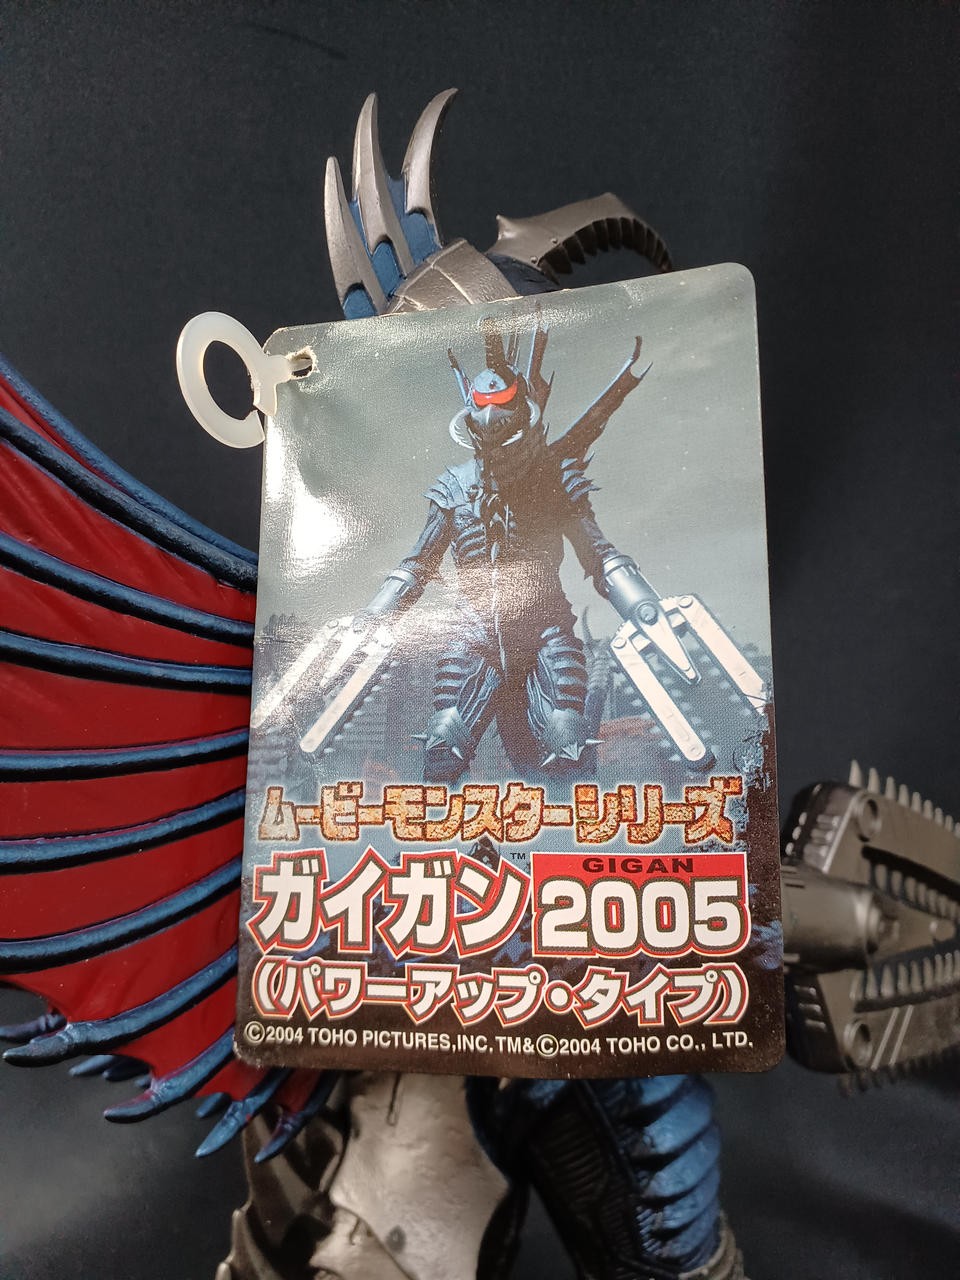 ムービーモンスターシリーズ
ガイガン™ GIGAN 2005
(パワーアップ・タイプ)
©2004 TOHO PICTURES,INC. TM&©2004 TOHO CO., LTD.